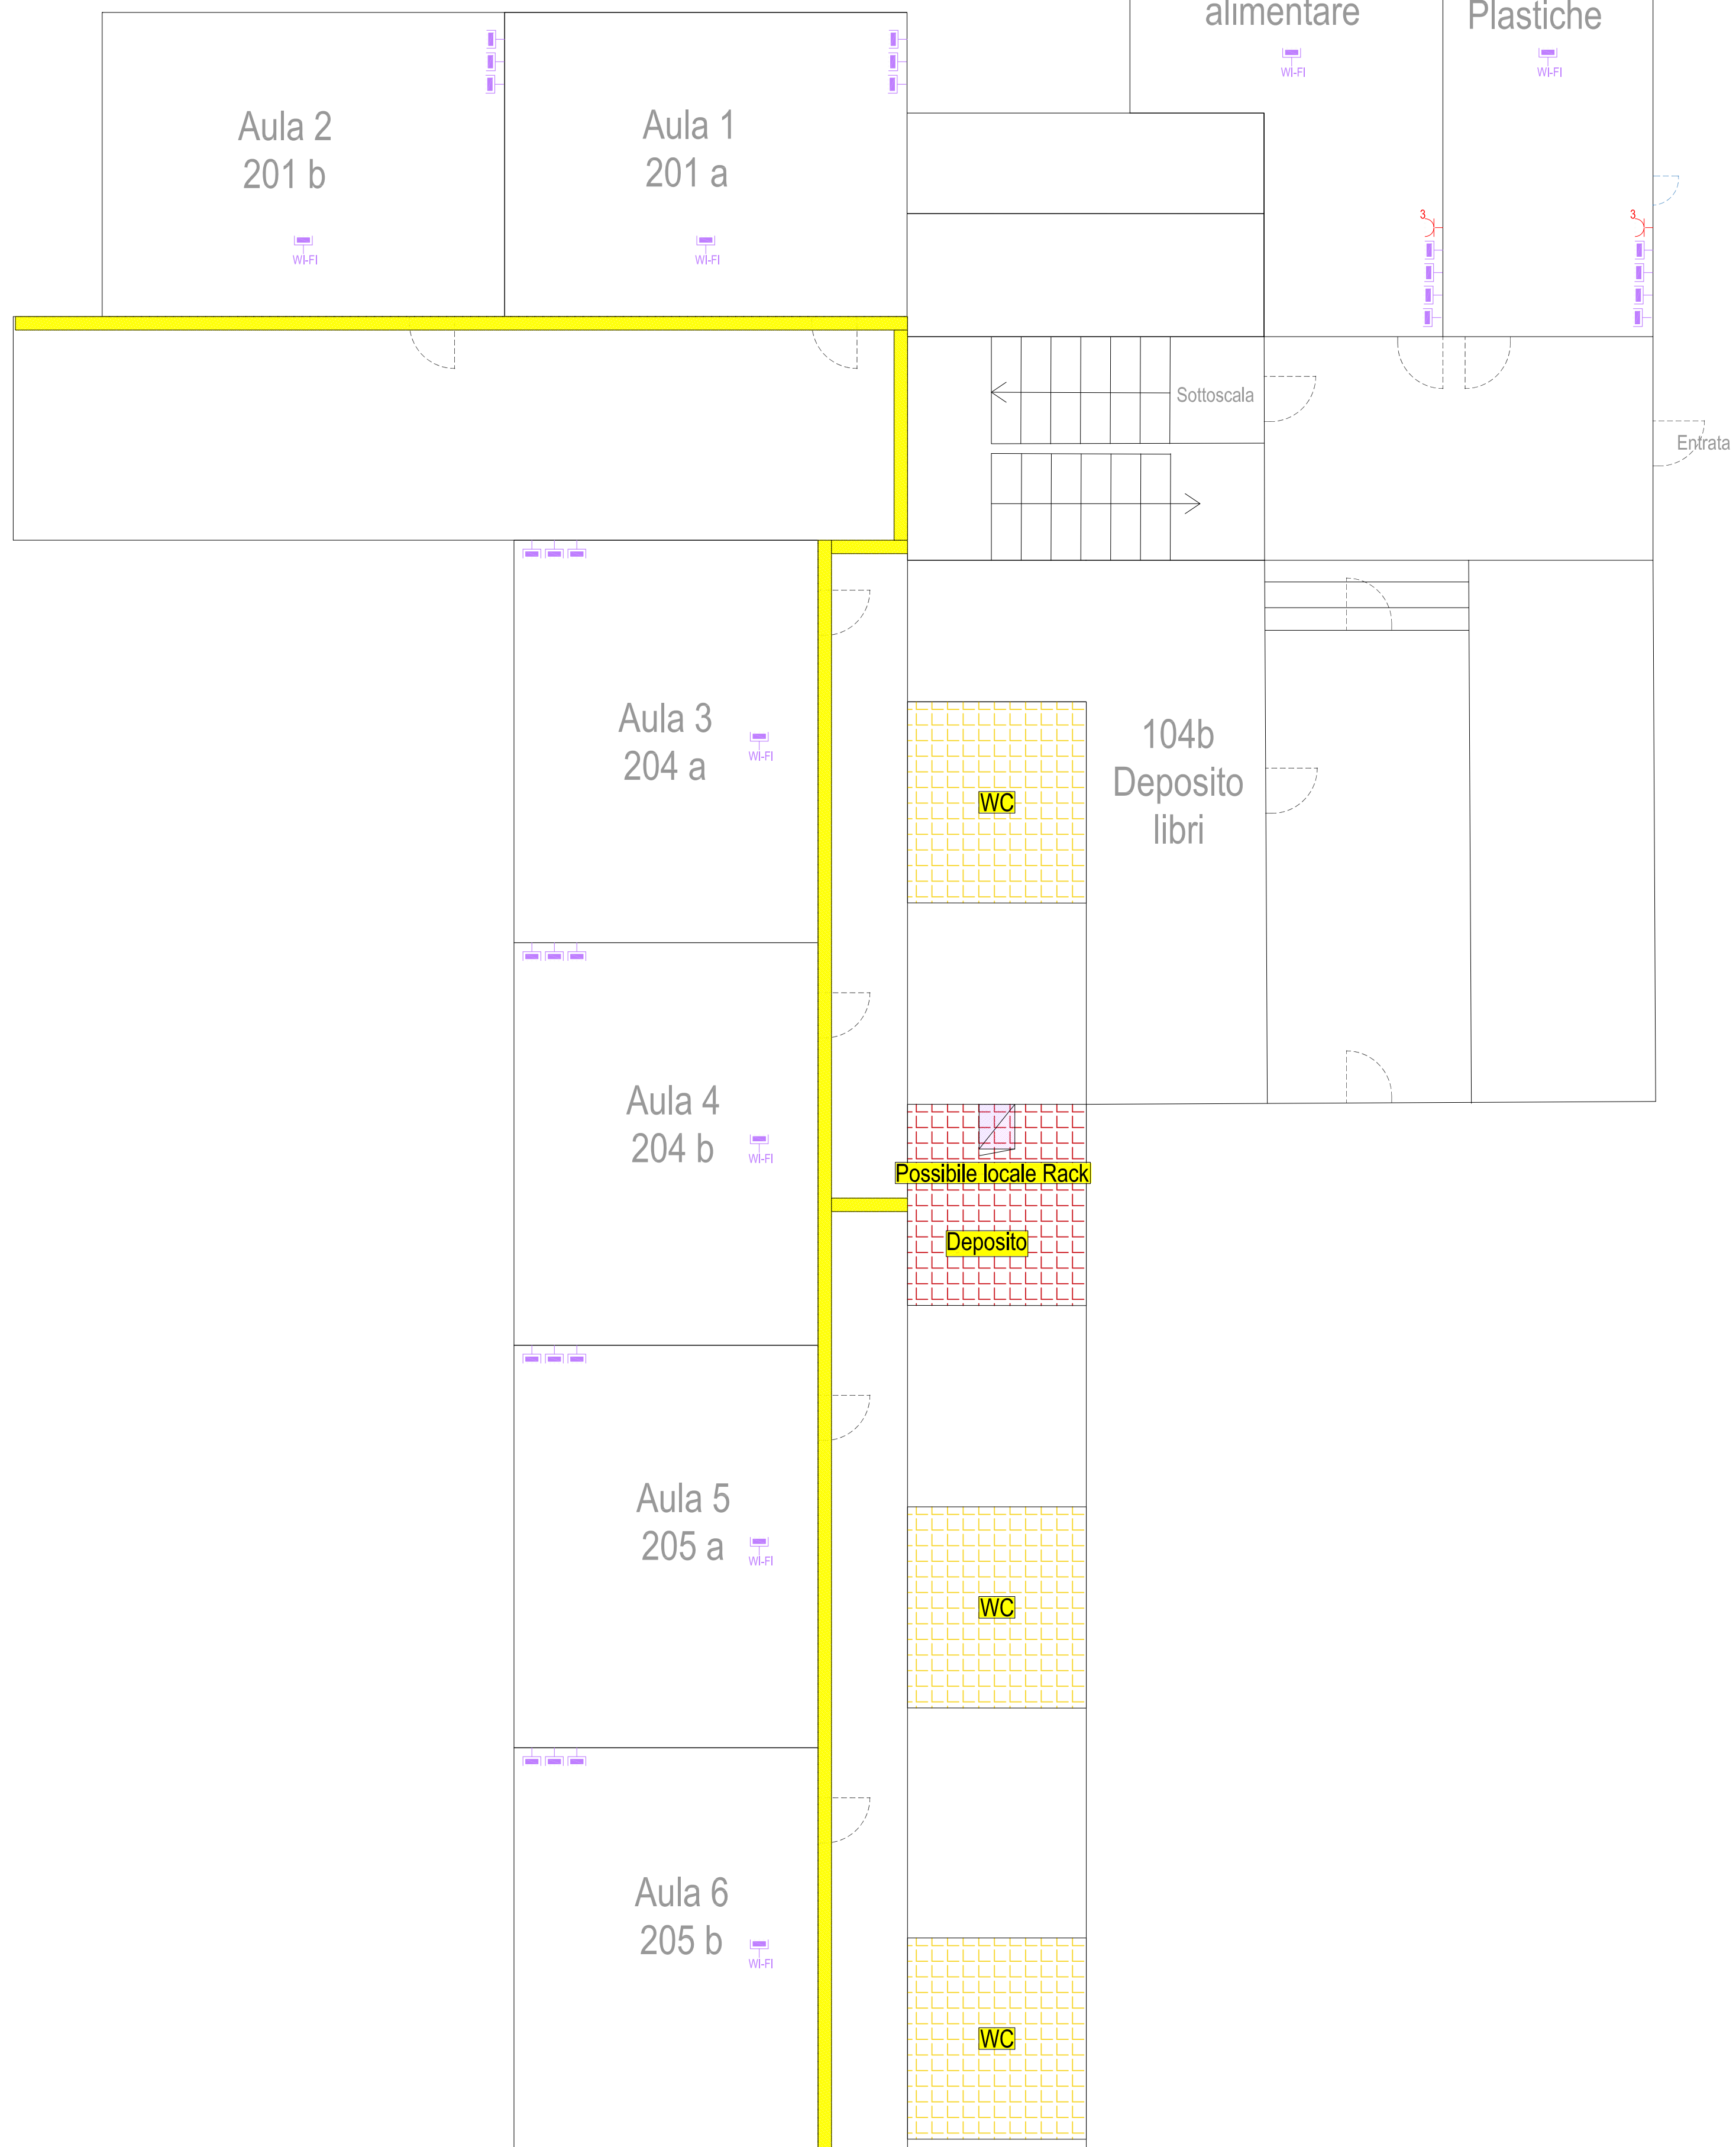 alimentare
Plastiche
WI-FI
WI-FI
Aula 2
201 b
WI-FI
Aula 1
201 a
WI-FI
3
3
Sottoscala
Entrata
Aula 3
204 a
WI-FI
WC
104b
Deposito
libri
Aula 4
204 b
WI-FI
Possibile locale Rack
Deposito
Aula 5
205 a
WI-FI
WC
Aula 6
205 b
WI-FI
WC